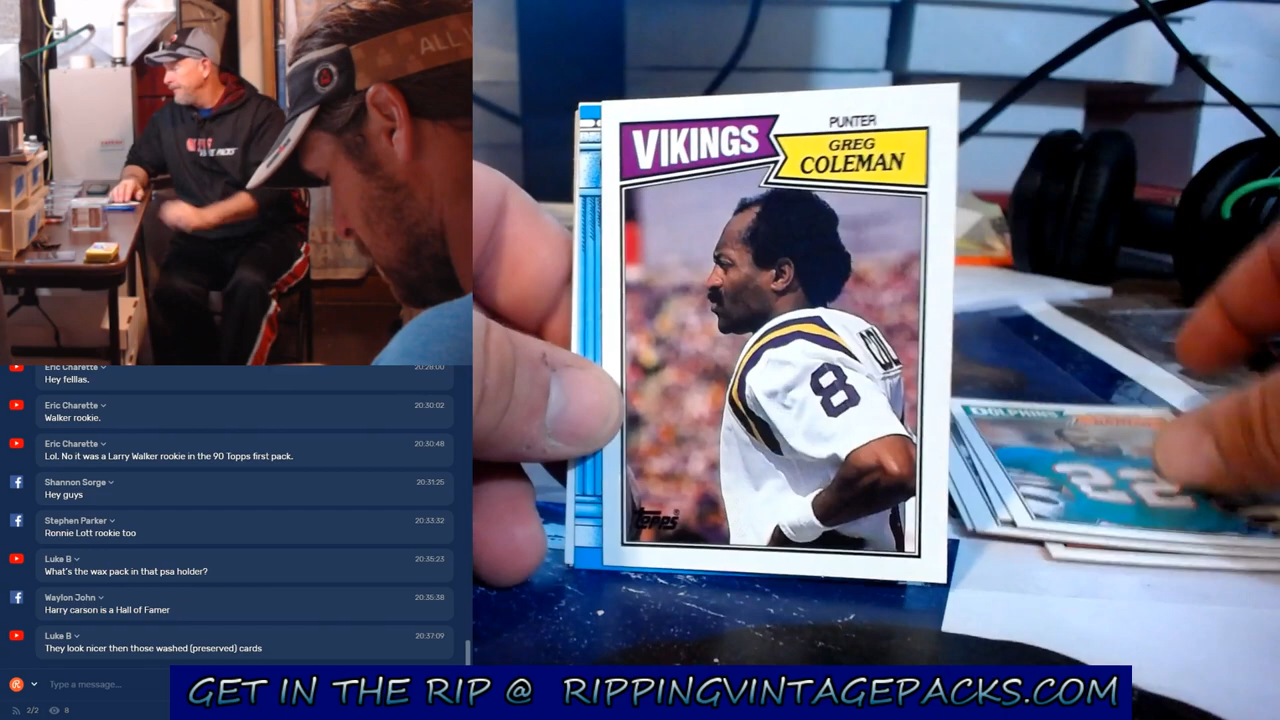 ALL
VIKINGS
PUNTER
GREG
COLEMAN
COL
8
Topps
DOLPHINS
22
Eric Charette
20:28:00
Hey felllas.
Eric Charette
20:30:02
Walker rookie.
Eric Charette
20:30:48
Lol. No it was a Larry Walker rookie in the 90 Topps first pack.
Shannon Sorge
20:31:25
Hey guys
Stephen Parker
20:33:32
Ronnie Lott rookie too
Luke B
20:35:23
What's the wax pack in that psa holder?
Waylon John
20:35:38
Harry carson is a Hall of Famer
Luke B
20:37:09
They look nicer then those washed (preserved) cards
Type a message...
2/2
8
GET IN THE RIP @ RIPPINGVINTAGEPACKS.COM